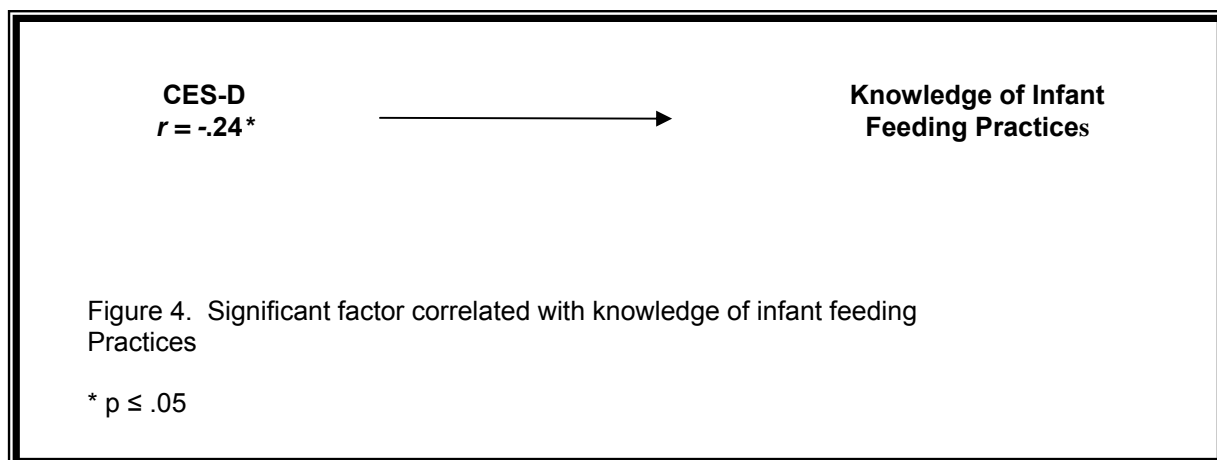 CES-D
r = -.24*
Knowledge of Infant
Feeding Practices
Figure 4.  Significant factor correlated with knowledge of infant feeding
Practices
* p ≤ .05